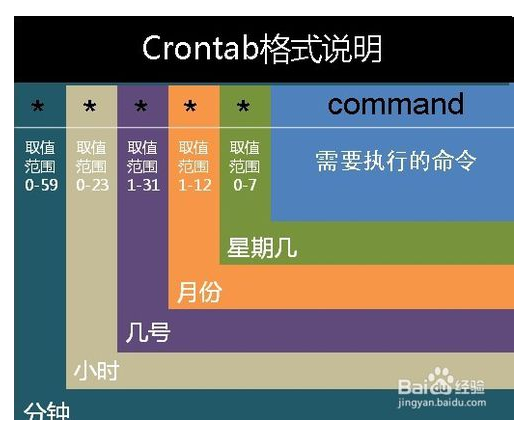 Crontab格式说明
* * * * * command
取值范围0-59
取值范围0-23
取值范围1-31
取值范围1-12
取值范围0-7
需要执行的命令
星期几
月份
几号
小时
分钟
Baidu经验
jingyan.baidu.com